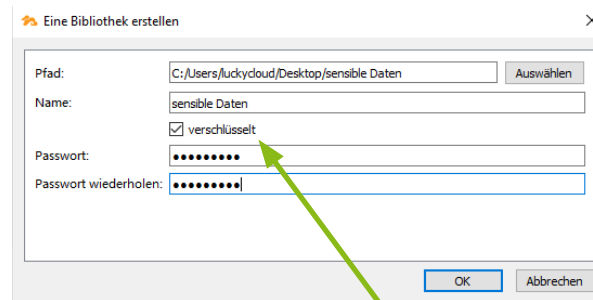 Eine Bibliothek erstellen
Pfad: C:/Users/luckycloud/Desktop/sensible Daten Auswählen
Name: sensible Daten
verschlüsselt
Passwort: •••••••••
Passwort wiederholen: •••••••••
OK Abbrechen